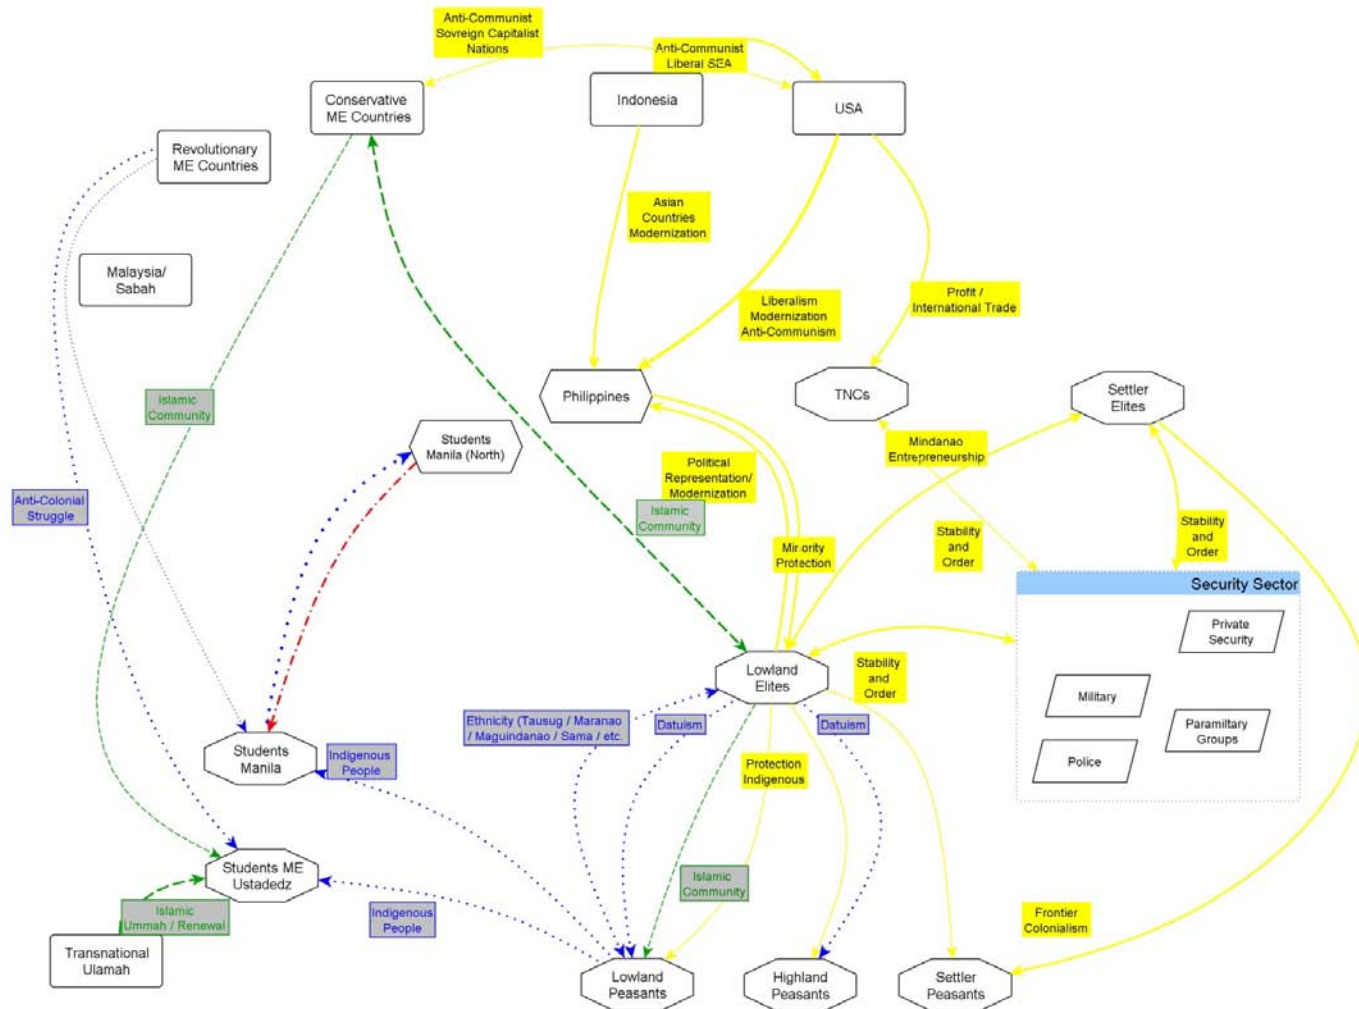 Anti-Communist
Sovreign Capitalist
Nations
Anti-Communist
Liberal SEA
Conservative
ME Countries
Indonesia
USA
Revolutionary
ME Countries
Asian
Countries
Modernization
Malaysia/
Sabah
Liberalism
Modernization
Anti-Communism
Profit /
International Trade
Philippines
TNCs
Settler
Elites
Islamic
Community
Students
Manila (North)
Mindanao
Entrepreneurship
Political
Representation/
Modernization
Islamic
Community
Anti-Colonial
Struggle
Minority
Protection
Stability
and
Order
Stability
and
Order
Security Sector
Private
Security
Military
Paramiltary
Groups
Police
Lowland
Elites
Stability
and
Order
Ethnicity (Tausug / Maranao
/ Maguindanao / Sama / etc.
Datuism
Datuism
Students
Manila
Indigenous
People
Protection
Indigenous
Students ME
Ustadedz
Islamic
Community
Islamic
Ummah / Renewal
Indigenous
People
Frontier
Colonialism
Transnational
Ulamah
Lowland
Peasants
Highland
Peasants
Settler
Peasants